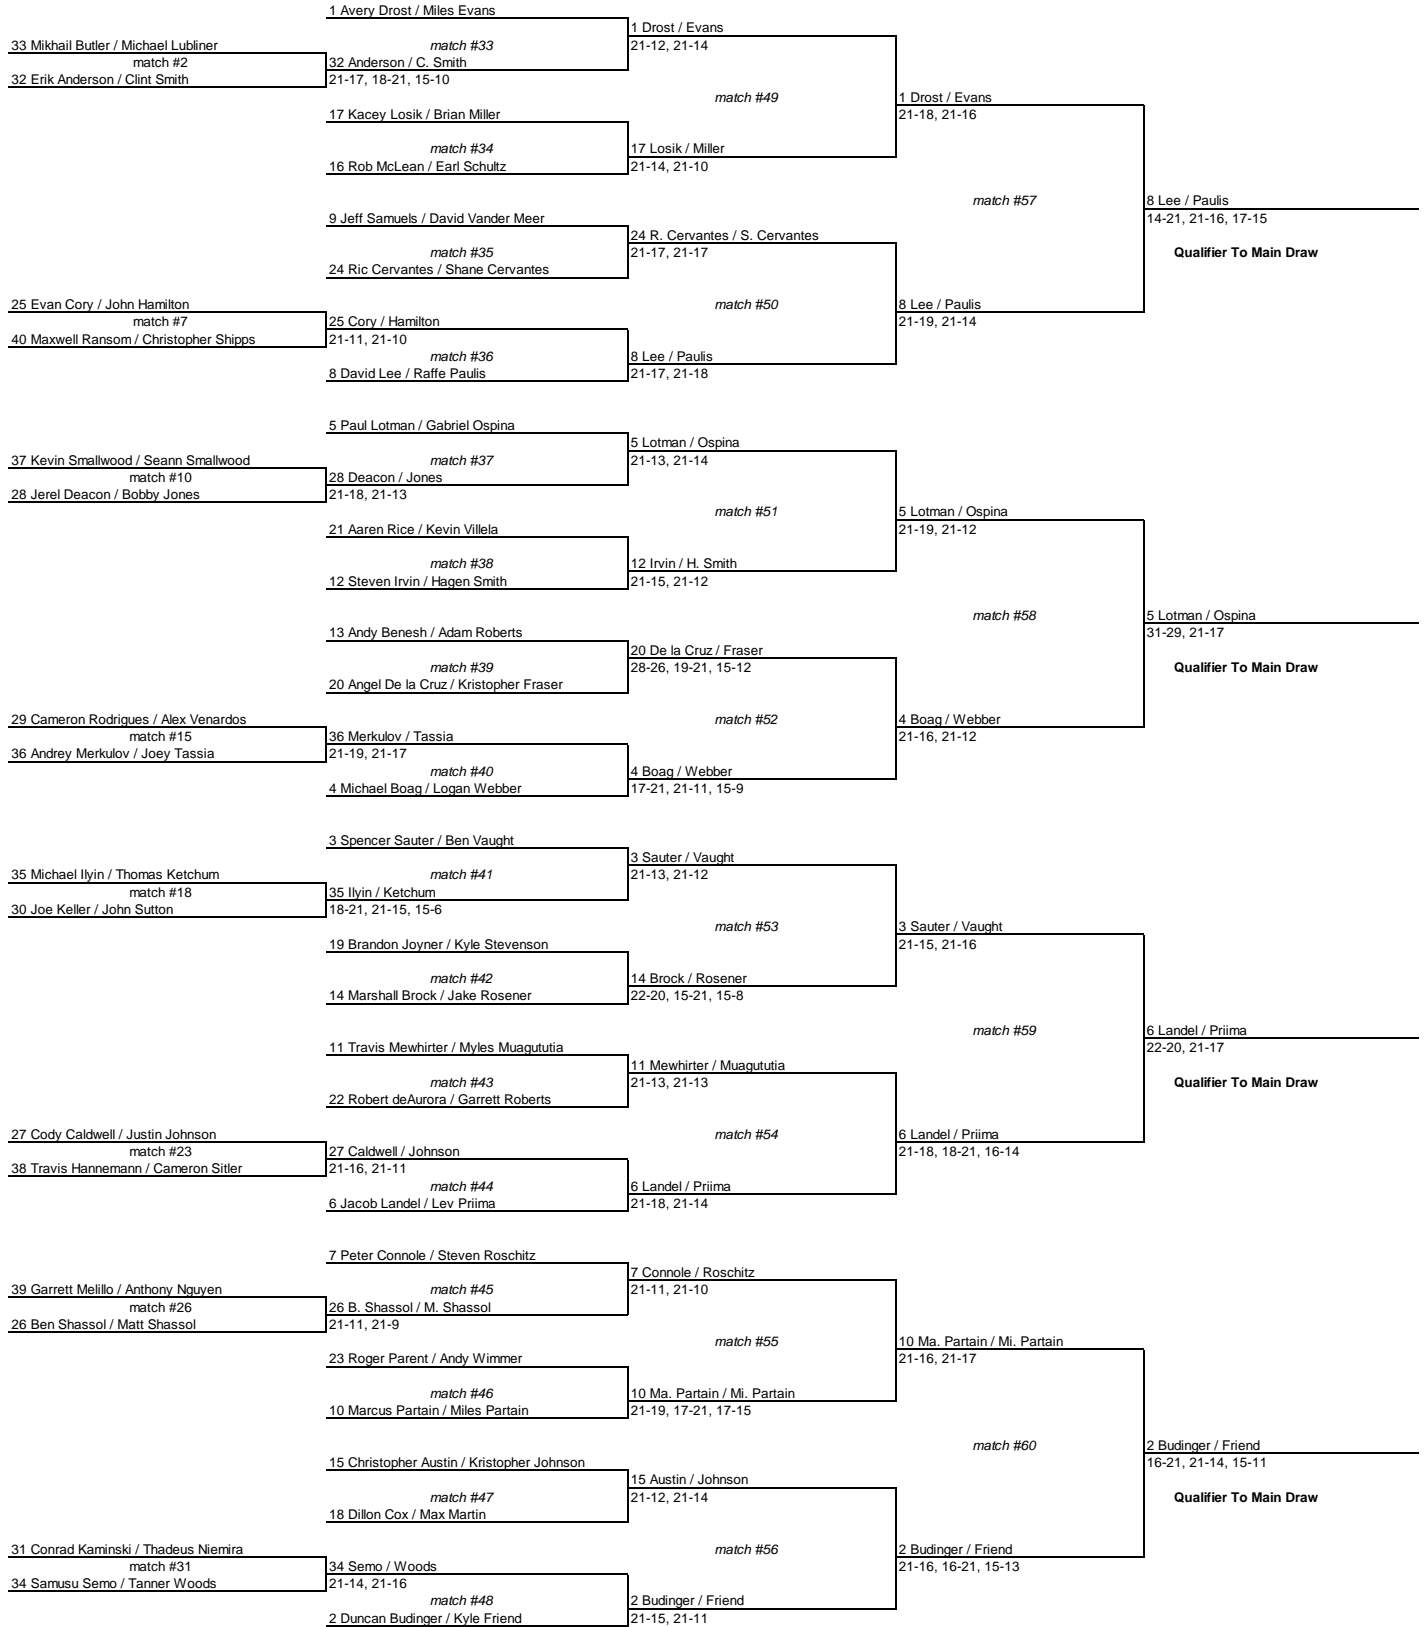 1 Avery Drost / Miles Evans
1 Drost / Evans
33 Mikhail Butler / Michael Lubliner
match #33
21-12, 21-14
match #2
32 Anderson / C. Smith
32 Erik Anderson / Clint Smith
21-17, 18-21, 15-10
match #49
1 Drost / Evans
17 Kacey Losik / Brian Miller
21-18, 21-16
match #34
17 Losik / Miller
16 Rob McLean / Earl Schultz
21-14, 21-10
match #57
8 Lee / Paulis
9 Jeff Samuels / David Vander Meer
14-21, 21-16, 17-15
24 R. Cervantes / S. Cervantes
match #35
21-17, 21-17
Qualifier To Main Draw
24 Ric Cervantes / Shane Cervantes
25 Evan Cory / John Hamilton
match #50
8 Lee / Paulis
match #7
25 Cory / Hamilton
21-19, 21-14
40 Maxwell Ransom / Christopher Shipps
21-11, 21-10
match #36
8 Lee / Paulis
8 David Lee / Raffe Paulis
21-17, 21-18
5 Paul Lotman / Gabriel Ospina
5 Lotman / Ospina
37 Kevin Smallwood / Seann Smallwood
match #37
21-13, 21-14
match #10
28 Deacon / Jones
28 Jerel Deacon / Bobby Jones
21-18, 21-13
match #51
5 Lotman / Ospina
21 Aaren Rice / Kevin Villela
21-19, 21-12
match #38
12 Irvin / H. Smith
12 Steven Irvin / Hagen Smith
21-15, 21-12
match #58
5 Lotman / Ospina
13 Andy Benesh / Adam Roberts
31-29, 21-17
20 De la Cruz / Fraser
match #39
28-26, 19-21, 15-12
Qualifier To Main Draw
20 Angel De la Cruz / Kristopher Fraser
29 Cameron Rodrigues / Alex Venardos
match #52
4 Boag / Webber
match #15
36 Merkulov / Tassia
21-16, 21-12
36 Andrey Merkulov / Joey Tassia
21-19, 21-17
match #40
4 Boag / Webber
4 Michael Boag / Logan Webber
17-21, 21-11, 15-9
3 Spencer Sauter / Ben Vaught
3 Sauter / Vaught
35 Michael Ilyin / Thomas Ketchum
match #41
21-13, 21-12
match #18
35 Ilyin / Ketchum
30 Joe Keller / John Sutton
18-21, 21-15, 15-6
match #53
3 Sauter / Vaught
19 Brandon Joyner / Kyle Stevenson
21-15, 21-16
match #42
14 Brock / Rosener
14 Marshall Brock / Jake Rosener
22-20, 15-21, 15-8
match #59
6 Landel / Priima
11 Travis Mewhirter / Myles Muagututia
22-20, 21-17
11 Mewhirter / Muagututia
match #43
21-13, 21-13
Qualifier To Main Draw
22 Robert deAurora / Garrett Roberts
27 Cody Caldwell / Justin Johnson
match #54
6 Landel / Priima
match #23
27 Caldwell / Johnson
21-18, 18-21, 16-14
38 Travis Hannemann / Cameron Sitler
21-16, 21-11
match #44
6 Landel / Priima
6 Jacob Landel / Lev Priima
21-18, 21-14
7 Peter Connole / Steven Roschitz
7 Connole / Roschitz
39 Garrett Melillo / Anthony Nguyen
match #45
21-11, 21-10
match #26
26 B. Shassol / M. Shassol
26 Ben Shassol / Matt Shassol
21-11, 21-9
match #55
10 Ma. Partain / Mi. Partain
23 Roger Parent / Andy Wimmer
21-16, 21-17
match #46
10 Ma. Partain / Mi. Partain
10 Marcus Partain / Miles Partain
21-19, 17-21, 17-15
match #60
2 Budinger / Friend
15 Christopher Austin / Kristopher Johnson
16-21, 21-14, 15-11
15 Austin / Johnson
match #47
21-12, 21-14
Qualifier To Main Draw
18 Dillon Cox / Max Martin
31 Conrad Kaminski / Thadeus Niemira
match #56
2 Budinger / Friend
match #31
34 Semo / Woods
21-16, 16-21, 15-13
34 Samusu Semo / Tanner Woods
21-14, 21-16
match #48
2 Budinger / Friend
2 Duncan Budinger / Kyle Friend
21-15, 21-11